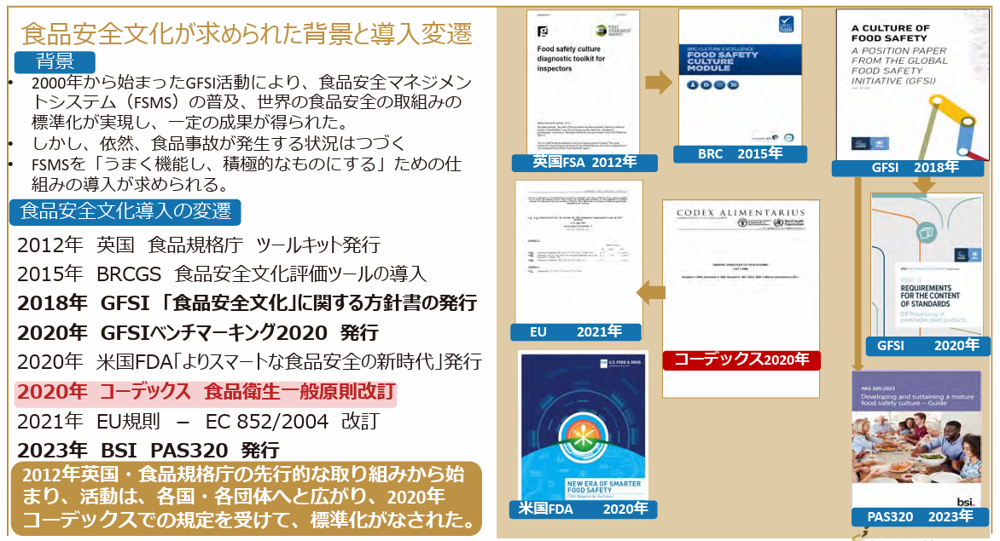 食品安全文化が求められた背景と導入変遷
背景
• 2000年から始まったGFSI活動により、食品安全マネジメン
トシステム（FSMS）の普及、世界の食品安全の取組みの
標準化が実現し、一定の成果が得られた。
• しかし、依然、食品事故が発生する状況はつづく
• FSMSを「うまく機能し、積極的なものにする」ための仕
組みの導入が求められる。
食品安全文化導入の変遷
2012年 英国 食品規格庁 ツールキット発行
2015年 BRCGS 食品安全文化評価ツールの導入
2018年 GFSI 「食品安全文化」に関する方針書の発行
2020年 GFSIベンチマーキング2020 発行
2020年 米国FDA「よりスマートな食品安全の新時代」発行
2020年 コーデックス 食品衛生一般原則改訂
2021年 EU規則 － EC 852/2004 改訂
2023年 BSI PAS320 発行
2012年英国・食品規格庁の先行的な取り組みから始
まり、活動は、各国・各団体へと広がり、2020年
コーデックスでの規定を受けて、標準化がなされた。
FOOD
STANDARDS
AGENCY
Food safety culture
diagnostic toolkit for
inspectors
英国FSA 2012年
BRC CULTURE EXCELLENCE
FOOD SAFETY
CULTURE
MODULE
BRC 2015年
A CULTURE OF
FOOD SAFETY
A POSITION PAPER
FROM THE GLOBAL
FOOD SAFETY
INITIATIVE (GFSI)
GFSI 2018年
EU 2021年
CODEX ALIMENTARIUS
コーデックス2020年
PART III
REQUIREMENTS
FOR THE CONTENT
OF STANDARDS
CII Processing of
perishable plant products
GFSI 2020年
U.S. FOOD & DRUG
ADMINISTRATION
NEW ERA OF SMARTER
FOOD SAFETY
米国FDA 2020年
PAS 320:2023
Developing and sustaining a mature
food safety culture – Guide
bsi.
PAS320 2023年